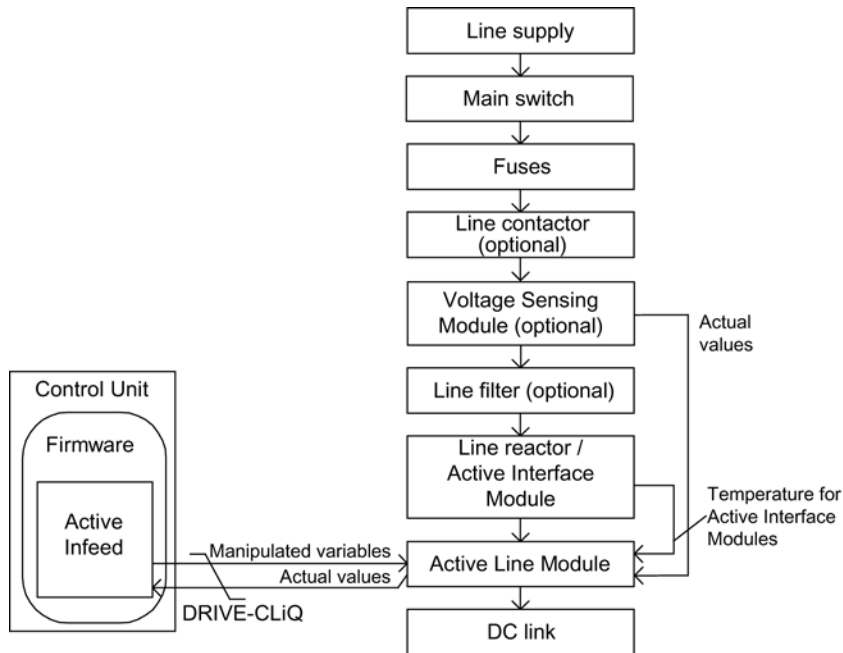 Line supply
Main switch
Fuses
Line contactor
(optional)
Voltage Sensing
Module (optional)
Actual
values
Line filter (optional)
Control Unit
Firmware
Active
Infeed
Line reactor /
Active Interface
Module
Temperature for
Active Interface
Modules
Manipulated variables
Actual values
DRIVE-CLiQ
Active Line Module
DC link